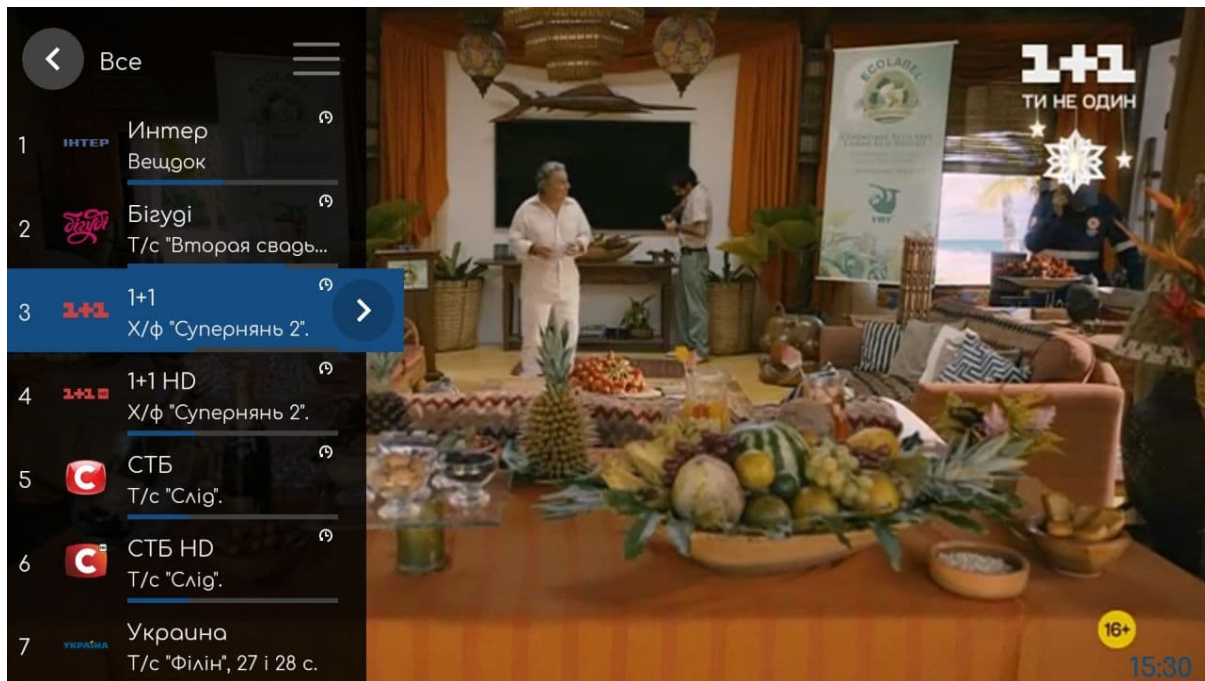 Все
1
ІНТЕР
Интер
Вещдок
2
бігуді
Бігуді
Т/с "Вторая свадь...
3
1+1
1+1
Х/ф "Супернянь 2".
4
1+1
1+1 HD
Х/ф "Супернянь 2".
5
С
СТБ
Т/с "Слід".
6
С
СТБ HD
Т/с "Слід".
7
УКРАЇНА
Украина
Т/с "Філін", 27 і 28 с.
1+1
ТИ НЕ ОДИН
ECOLABEL
16+
15:30